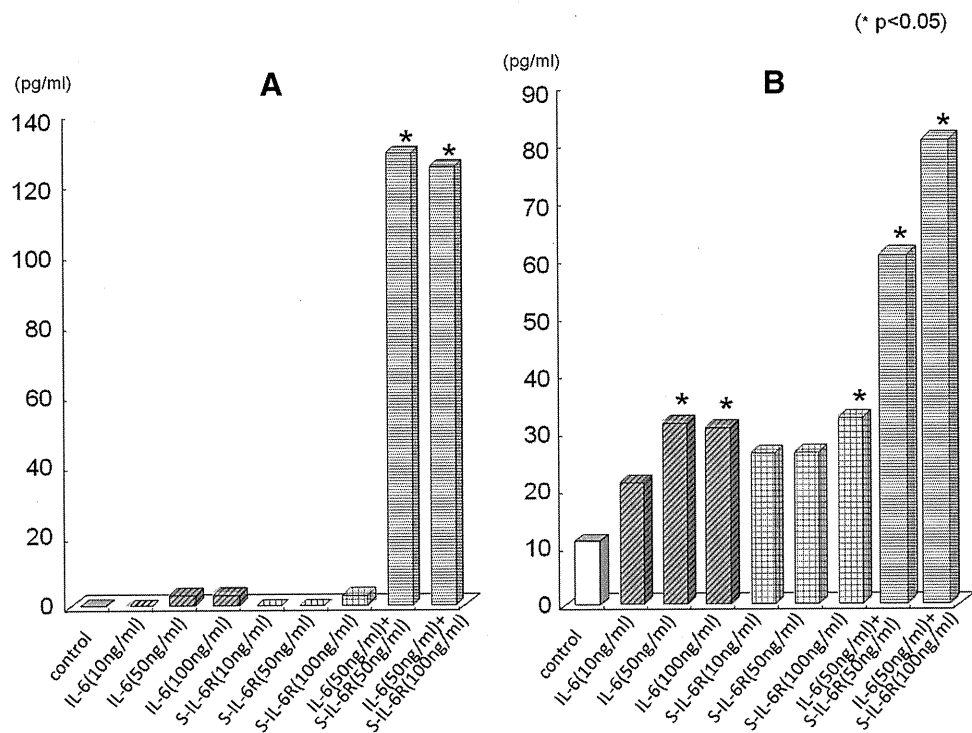 (* p<0.05)
(pg/ml)
A
140
120
100
80
60
40
20
0
*
*
control
IL-6(10ng/ml)
IL-6(50ng/ml)
IL-6(100ng/ml)
S-IL-6R(10ng/ml)
S-IL-6R(50ng/ml)
S-IL-6R(100ng/ml)
IL-6(50ng/ml)+
S-IL-6R(50ng/ml)
IL-6(50ng/ml)+
S-IL-6R(100ng/ml)
(pg/ml)
B
90
80
70
60
50
40
30
20
10
0
*
*
*
*
*
control
IL-6(10ng/ml)
IL-6(50ng/ml)
IL-6(100ng/ml)
S-IL-6R(10ng/ml)
S-IL-6R(50ng/ml)
S-IL-6R(100ng/ml)
IL-6(50ng/ml)+
S-IL-6R(50ng/ml)
IL-6(50ng/ml)+
S-IL-6R(100ng/ml)